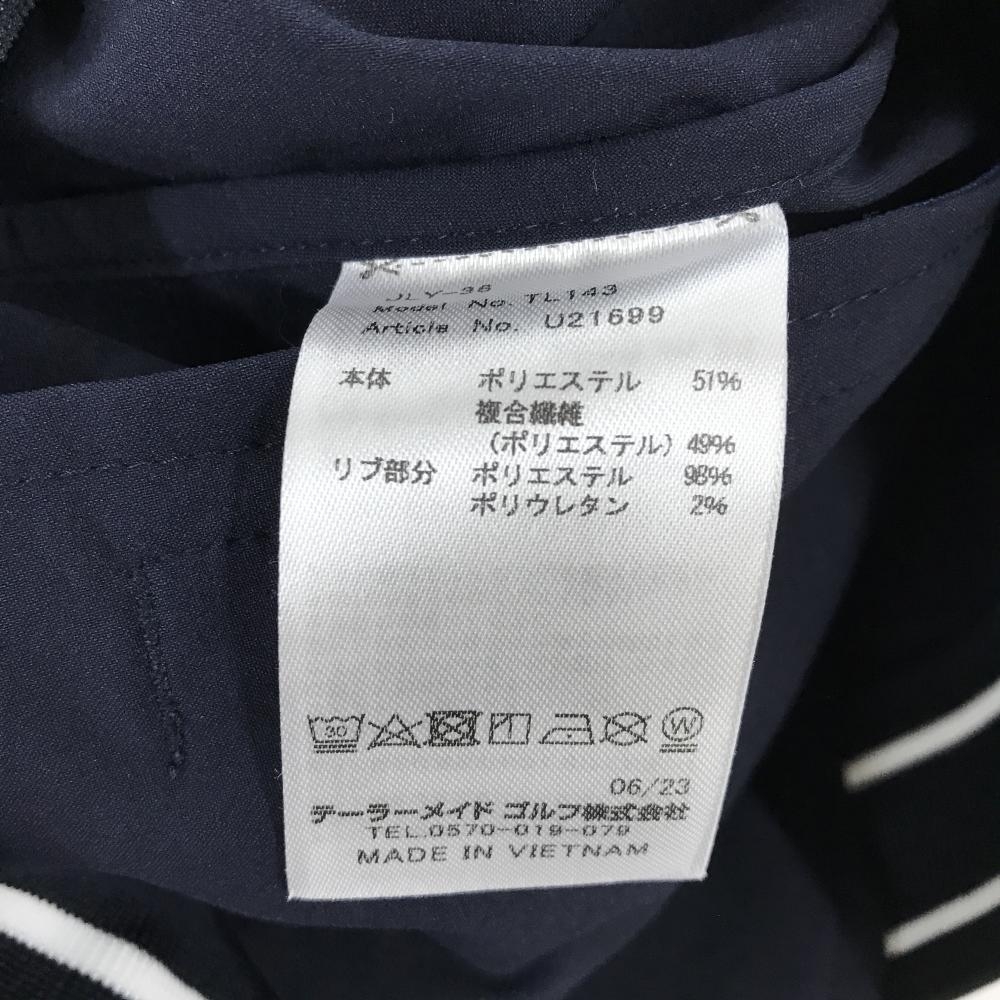 JLY-36
Model No. TL143
Article No. U21699
本体 ポリエステル 51%
複合繊維
(ポリエステル) 49%
リブ部分 ポリエステル 98%
ポリウレタン 2%
30
W
06/23
テーラーメイド ゴルフ株式会社
TEL.0570-019-079
MADE IN VIETNAM